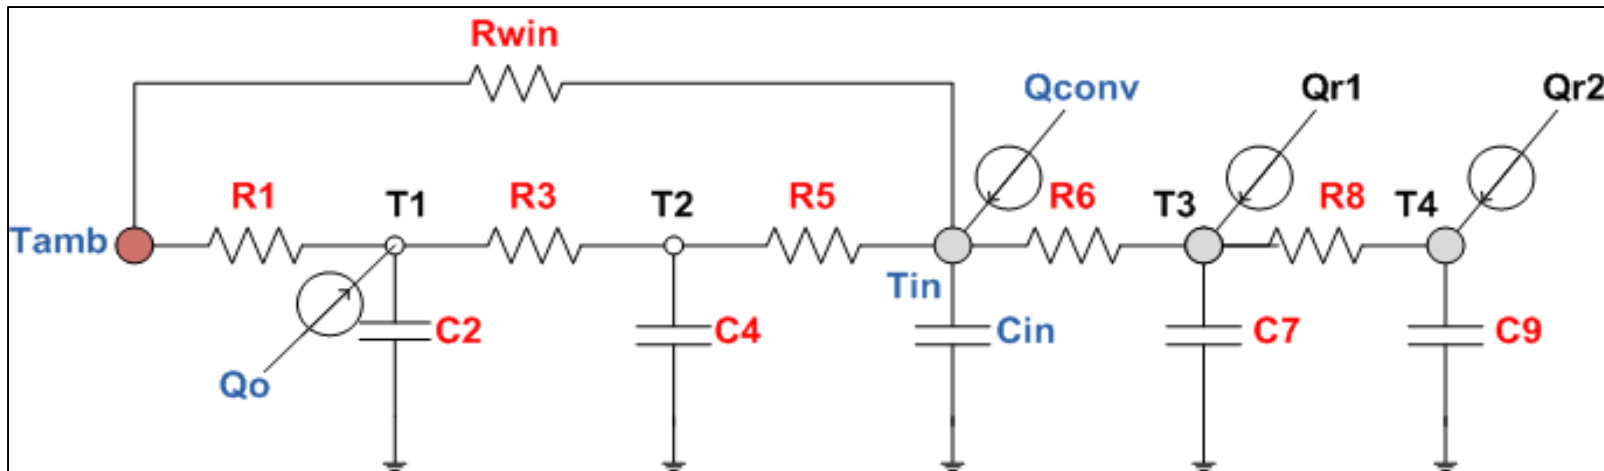 Rwin
Qconv Qr1 Qr2
R1 T1 R3 T2 R5 R6 T3 R8 T4
Tamb
Tin
C2 C4 Cin C7 C9
Qo